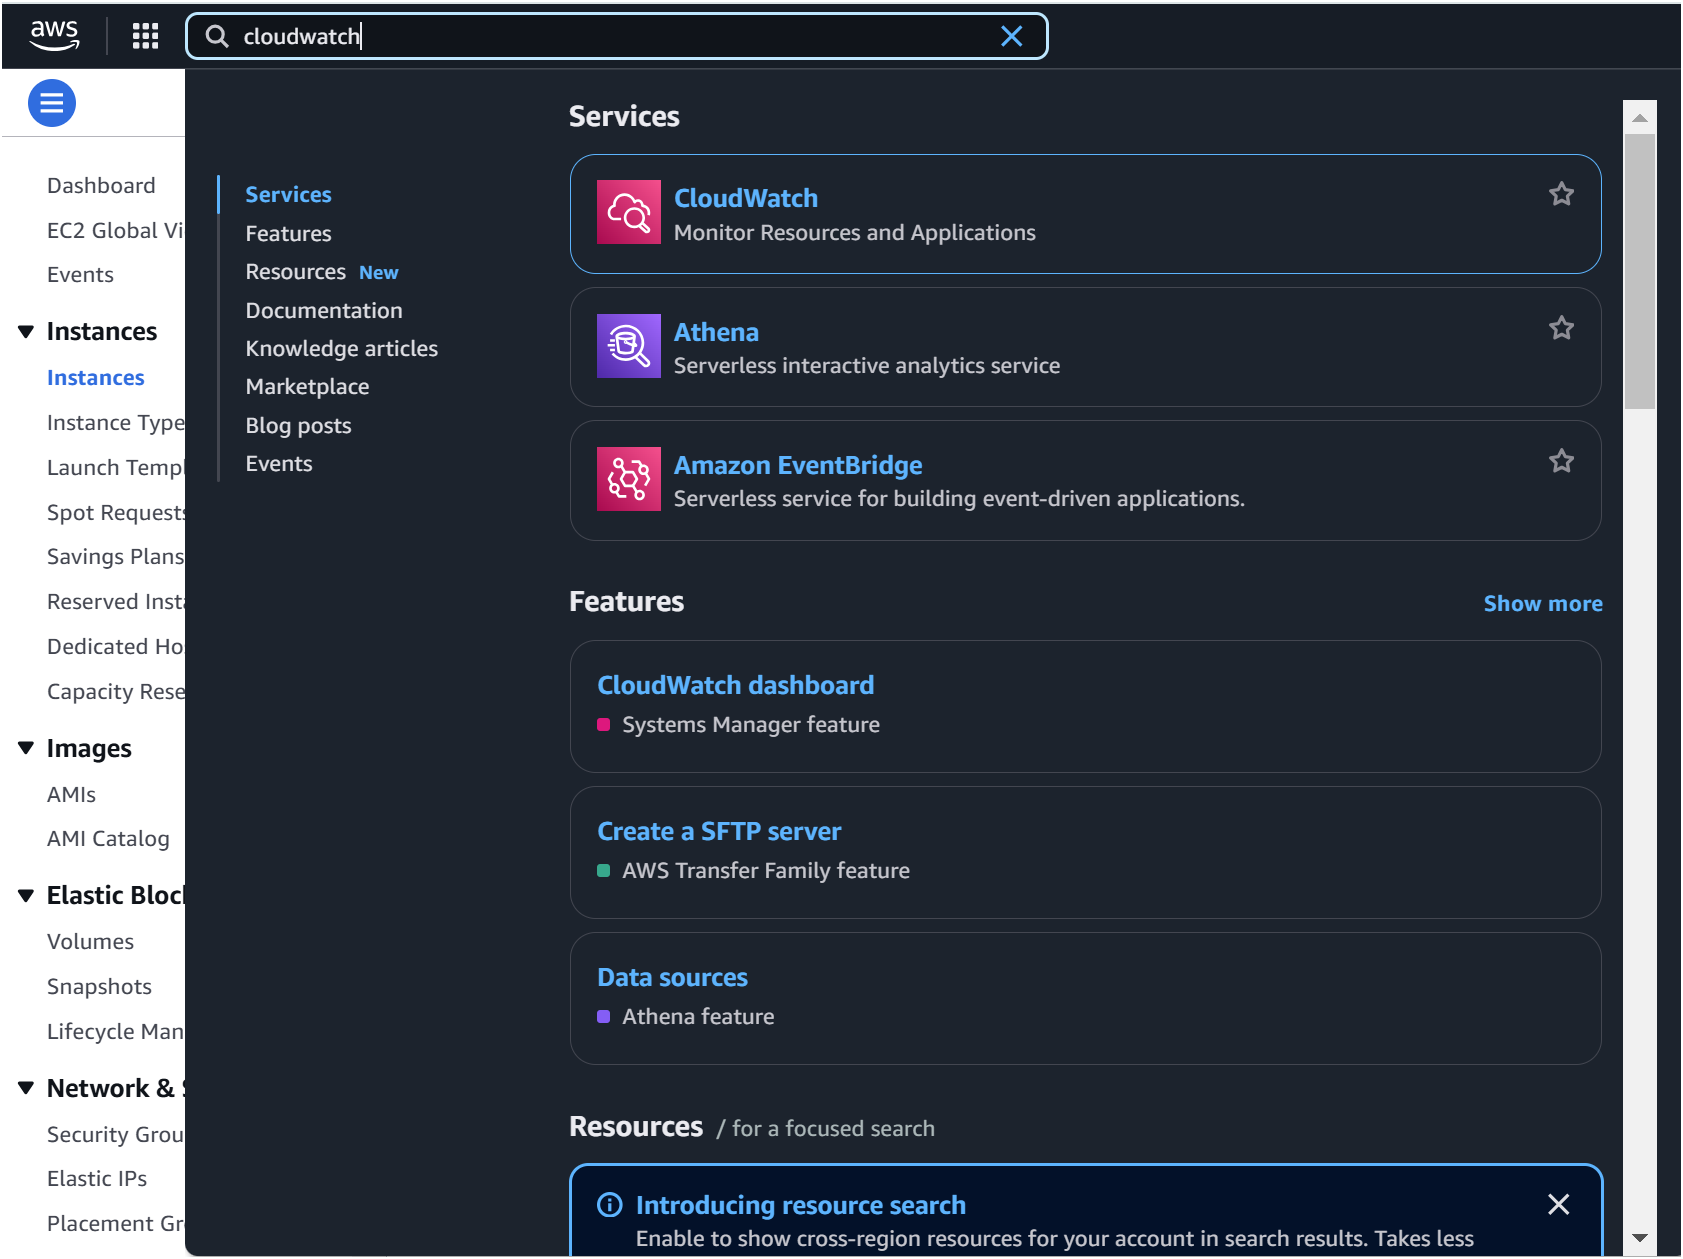 aws
cloudwatch
Dashboard
EC2 Global Vi
Events
Instances
Instances
Instance Type
Launch Templ
Spot Requests
Savings Plans
Reserved Insta
Dedicated Ho
Capacity Rese
Images
AMIs
AMI Catalog
Elastic Block
Volumes
Snapshots
Lifecycle Man
Network & S
Security Grou
Elastic IPs
Placement Gr
Services
Features
Resources New
Documentation
Knowledge articles
Marketplace
Blog posts
Events
Services
CloudWatch
Monitor Resources and Applications
Athena
Serverless interactive analytics service
Amazon EventBridge
Serverless service for building event-driven applications.
Features
Show more
CloudWatch dashboard
Systems Manager feature
Create a SFTP server
AWS Transfer Family feature
Data sources
Athena feature
Resources / for a focused search
Introducing resource search
Enable to show cross-region resources for your account in search results. Takes less